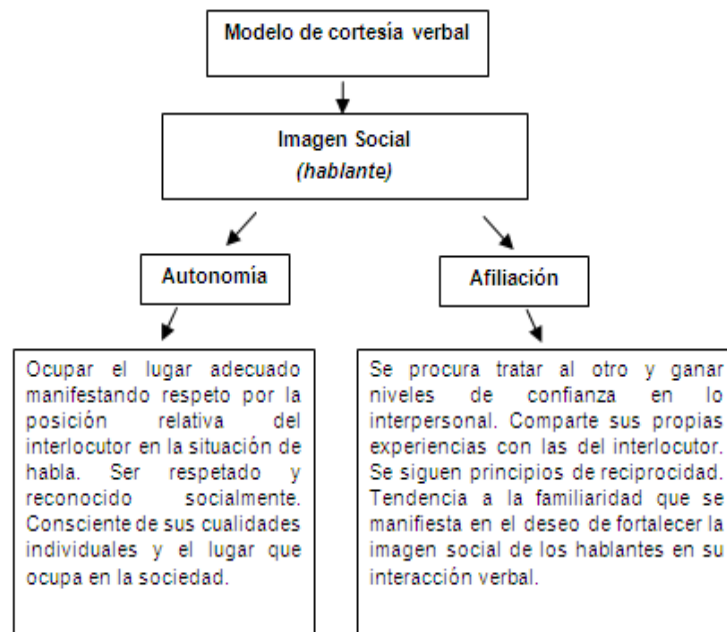 Modelo de cortesía verbal
Imagen Social
(hablante)
Autonomía
Afiliación
Ocupar el lugar adecuado
manifestando respeto por la
posición relativa del
interlocutor en la situación de
habla. Ser respetado y
reconocido socialmente.
Consciente de sus cualidades
individuales y el lugar que
ocupa en la sociedad.
Se procura tratar al otro y ganar
niveles de confianza en lo
interpersonal. Comparte sus propias
experiencias con las del interlocutor.
Se siguen principios de reciprocidad.
Tendencia a la familiaridad que se
manifiesta en el deseo de fortalecer la
imagen social de los hablantes en su
interacción verbal.